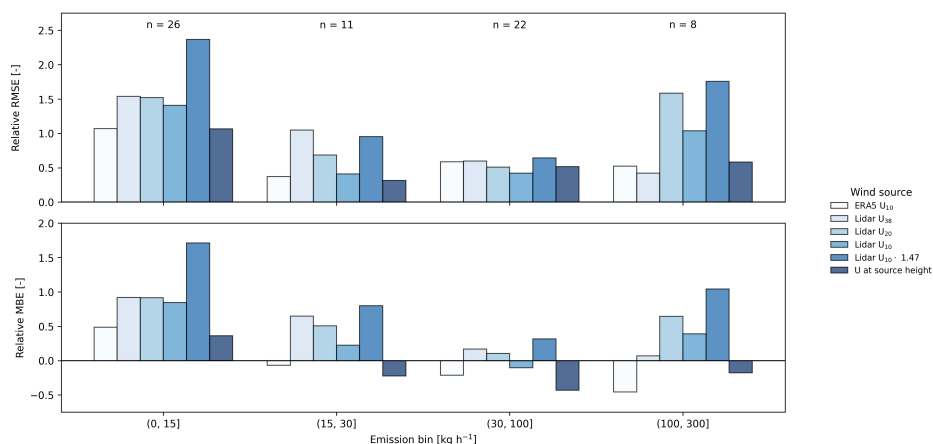 n = 26 n = 11 n = 22 n = 8
2.5
2.0
1.5
1.0
0.5
0.0
Relative RMSE [-]
2.0
1.5
1.0
0.5
0.0
−0.5
Relative MBE [-]
(0, 15] (15, 30] (30, 100] (100, 300]
Emission bin [kg h⁻¹]
Wind source
ERA5 U₁₀
Lidar U₃₈
Lidar U₂₀
Lidar U₁₀
Lidar U₁₀ · 1.47
U at source height